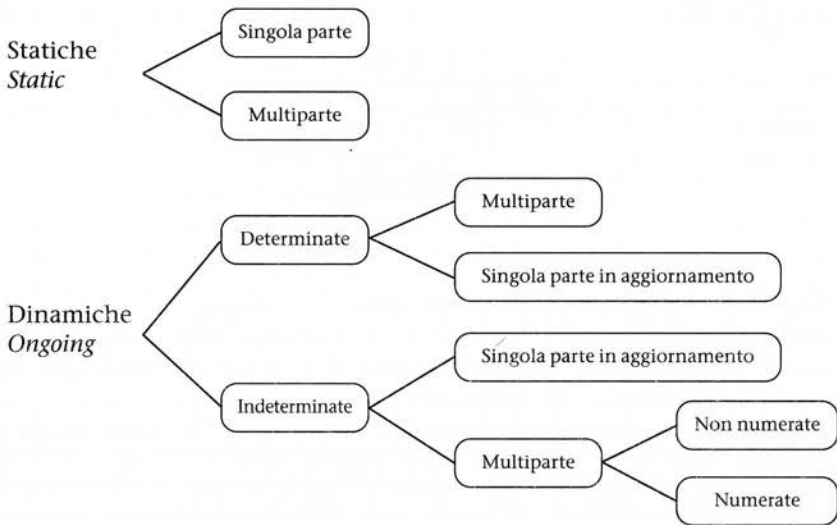 Statiche
Static
Singola parte
Multiparte
Dinamiche
Ongoing
Determinate
Multiparte
Singola parte in aggiornamento
Indeterminate
Singola parte in aggiornamento
Multiparte
Non numerate
Numerate